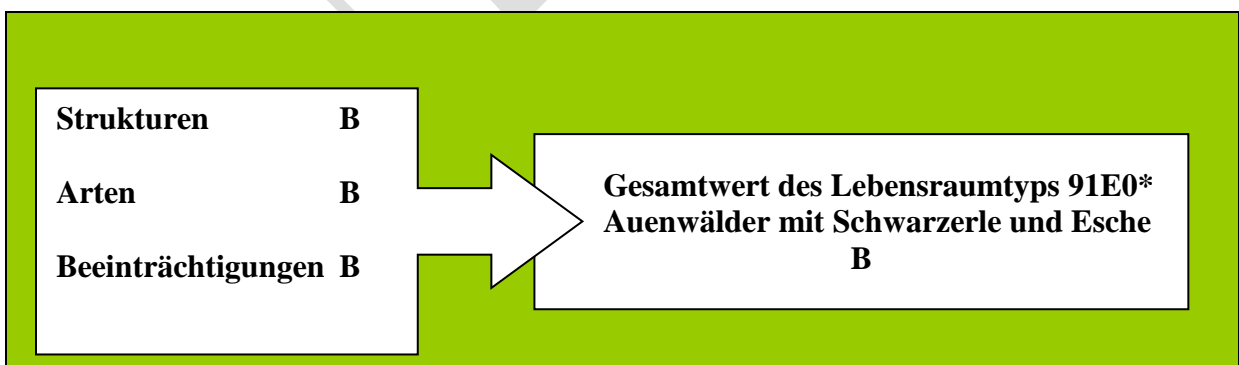 Strukturen B
Arten B
Beeinträchtigungen B
Gesamtwert des Lebensraumtyps 91E0*
Auenwälder mit Schwarzerle und Esche
B